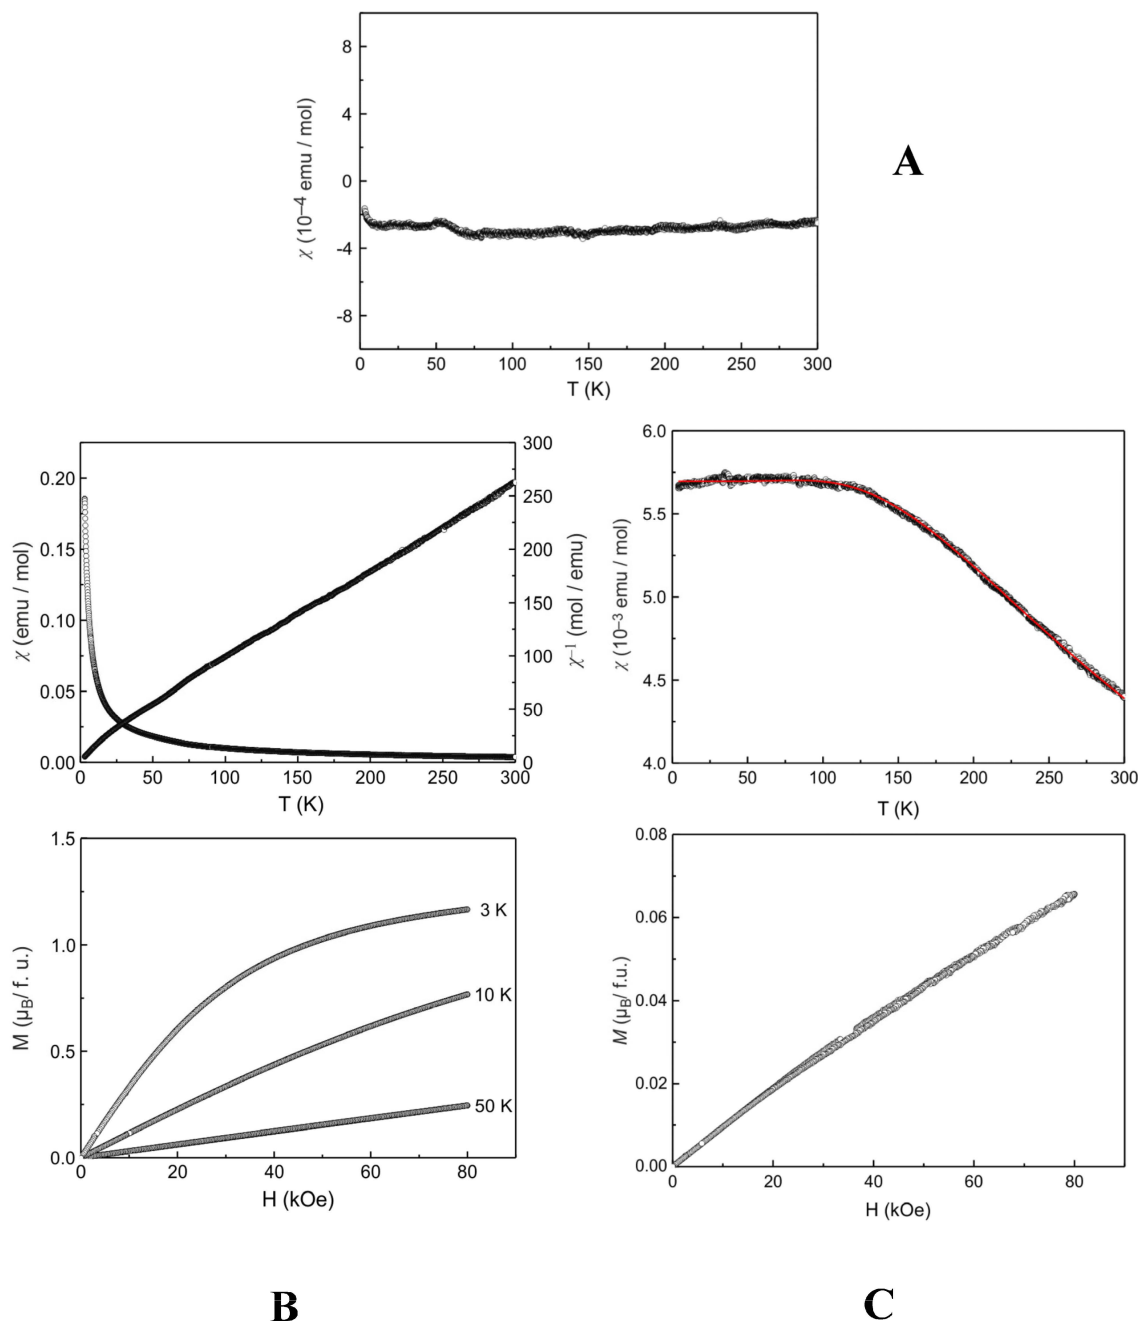 8
4
0
-4
-8
χ (10⁻⁴ emu / mol)
0 50 100 150 200 250 300
T (K)
A
0.20
0.15
0.10
0.05
0.00
χ (emu / mol)
300
250
200
150
100
50
0
χ⁻¹ (mol / emu)
0 50 100 150 200 250 300
T (K)
6.0
5.5
5.0
4.5
4.0
χ (10⁻³ emu / mol)
0 50 100 150 200 250 300
T (K)
1.5
1.0
0.5
0.0
M (μB/ f. u.)
3 K
10 K
50 K
0 20 40 60 80
H (kOe)
0.08
0.06
0.04
0.02
0.00
M (μB/ f.u.)
0 20 40 60 80
H (kOe)
B
C